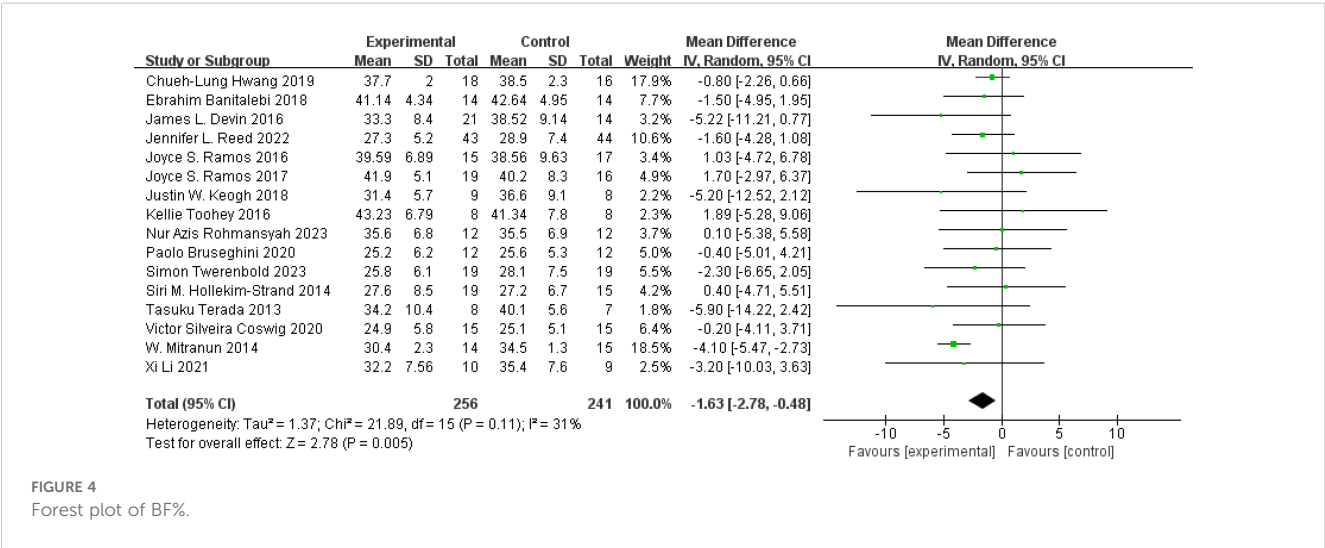 Experimental Control Mean Difference Mean Difference
Study or Subgroup Mean SD Total Mean SD Total Weight IV, Random, 95% CI IV, Random, 95% CI
Chueh-Lung Hwang 2019 37.7 2 18 38.5 2.3 16 17.9% -0.80 [-2.26, 0.66]
Ebrahim Banitalebi 2018 41.14 4.34 14 42.64 4.95 14 7.7% -1.50 [-4.95, 1.95]
James L. Devin 2016 33.3 8.4 21 38.52 9.14 14 3.2% -5.22 [-11.21, 0.77]
Jennifer L. Reed 2022 27.3 5.2 43 28.9 7.4 44 10.6% -1.60 [-4.28, 1.08]
Joyce S. Ramos 2016 39.59 6.89 15 38.56 9.63 17 3.4% 1.03 [-4.72, 6.78]
Joyce S. Ramos 2017 41.9 5.1 19 40.2 8.3 16 4.9% 1.70 [-2.97, 6.37]
Justin W. Keogh 2018 31.4 5.7 9 36.6 9.1 8 2.2% -5.20 [-12.52, 2.12]
Kellie Toohey 2016 43.23 6.79 8 41.34 7.8 8 2.3% 1.89 [-5.28, 9.06]
Nur Azis Rohmansyah 2023 35.6 6.8 12 35.5 6.9 12 3.7% 0.10 [-5.38, 5.58]
Paolo Bruseghini 2020 25.2 6.2 12 25.6 5.3 12 5.0% -0.40 [-5.01, 4.21]
Simon Twerenbold 2023 25.8 6.1 19 28.1 7.5 19 5.5% -2.30 [-6.65, 2.05]
Siri M. Hollekim-Strand 2014 27.6 8.5 19 27.2 6.7 15 4.2% 0.40 [-4.71, 5.51]
Tasuku Terada 2013 34.2 10.4 8 40.1 5.6 7 1.8% -5.90 [-14.22, 2.42]
Victor Silveira Coswig 2020 24.9 5.8 15 25.1 5.1 15 6.4% -0.20 [-4.11, 3.71]
W. Mitranun 2014 30.4 2.3 14 34.5 1.3 15 18.5% -4.10 [-5.47, -2.73]
Xi Li 2021 32.2 7.56 10 35.4 7.6 9 2.5% -3.20 [-10.03, 3.63]
Total (95% CI) 256 241 100.0% -1.63 [-2.78, -0.48]
Heterogeneity: Tau² = 1.37; Chi² = 21.89, df = 15 (P = 0.11); I² = 31%
Test for overall effect: Z = 2.78 (P = 0.005)
-10 -5 0 5 10
Favours [experimental] Favours [control]
FIGURE 4
Forest plot of BF%.